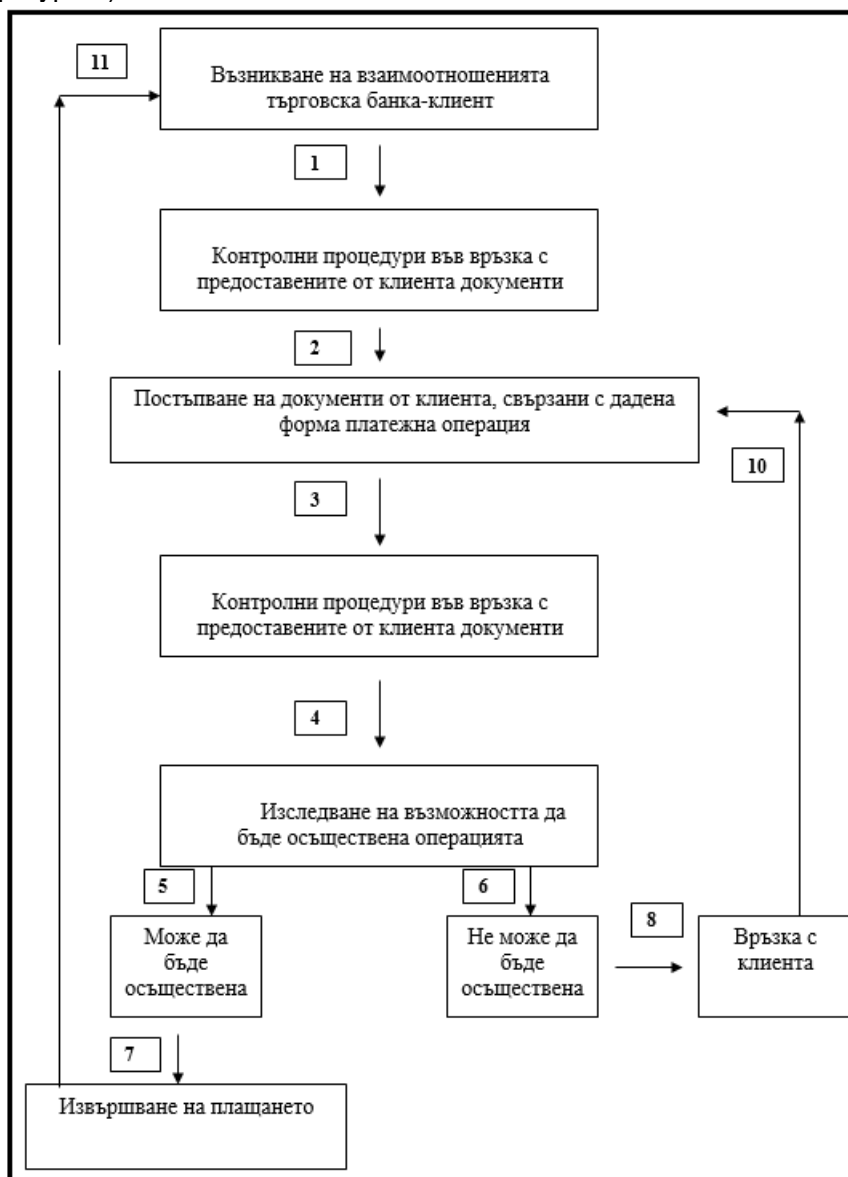 11
Възникване на взаимоотношенията
търговска банка-клиент
1
Контролни процедури във връзка с
предоставените от клиента документи
2
Постъпване на документи от клиента, свързани с дадена
форма платежна операция
10
3
Контролни процедури във връзка с
предоставените от клиента документи
4
Изследване на възможността да
бъде осъществена операцията
5
6
Може да
бъде
осъществена
Не може да
бъде
осъществена
8
Връзка с
клиента
7
Извършване на плащането